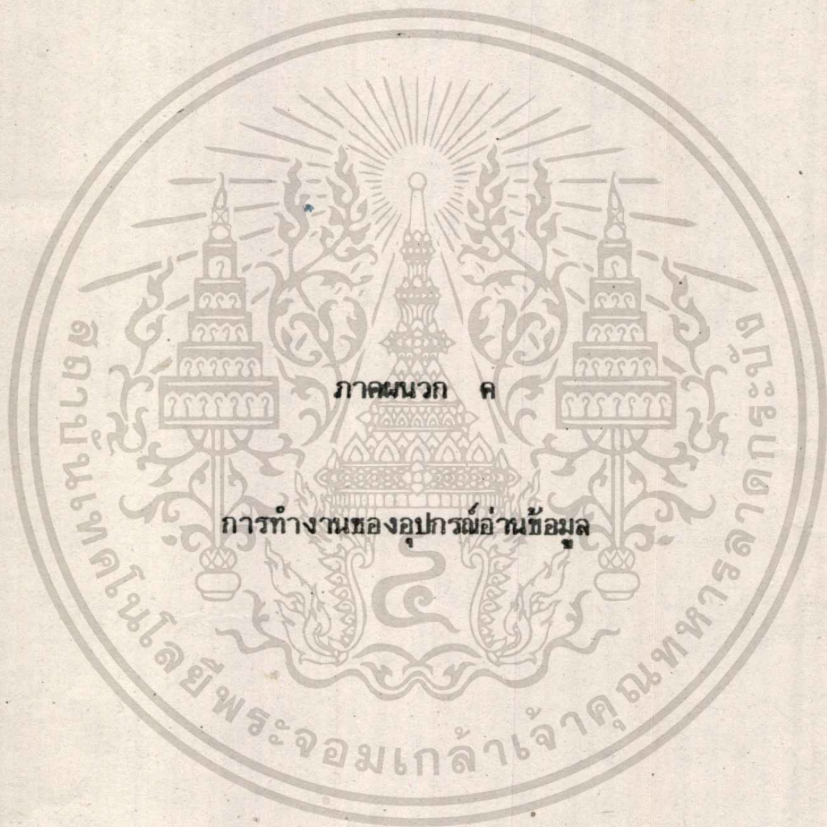 ภาคผนวก ค
การทำงานของอุปกรณ์อ่านข้อมูล
สถาบันเทคโนโลยีพระจอมเกล้าเจ้าคุณทหารลาดกระบัง
๔